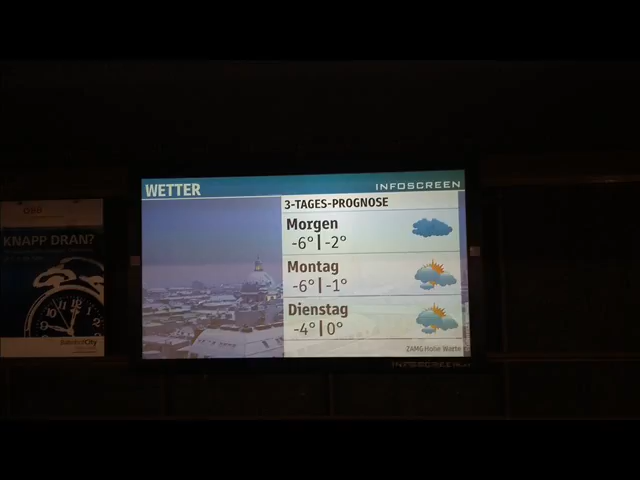 WETTER
INFOSCREEN
3-TAGES-PROGNOSE
Morgen
-6° | -2°
Montag
-6° | -1°
Dienstag
-4° | 0°
ZAMG Hohe Warte
KNAPP DRAN?
BahnhofCity